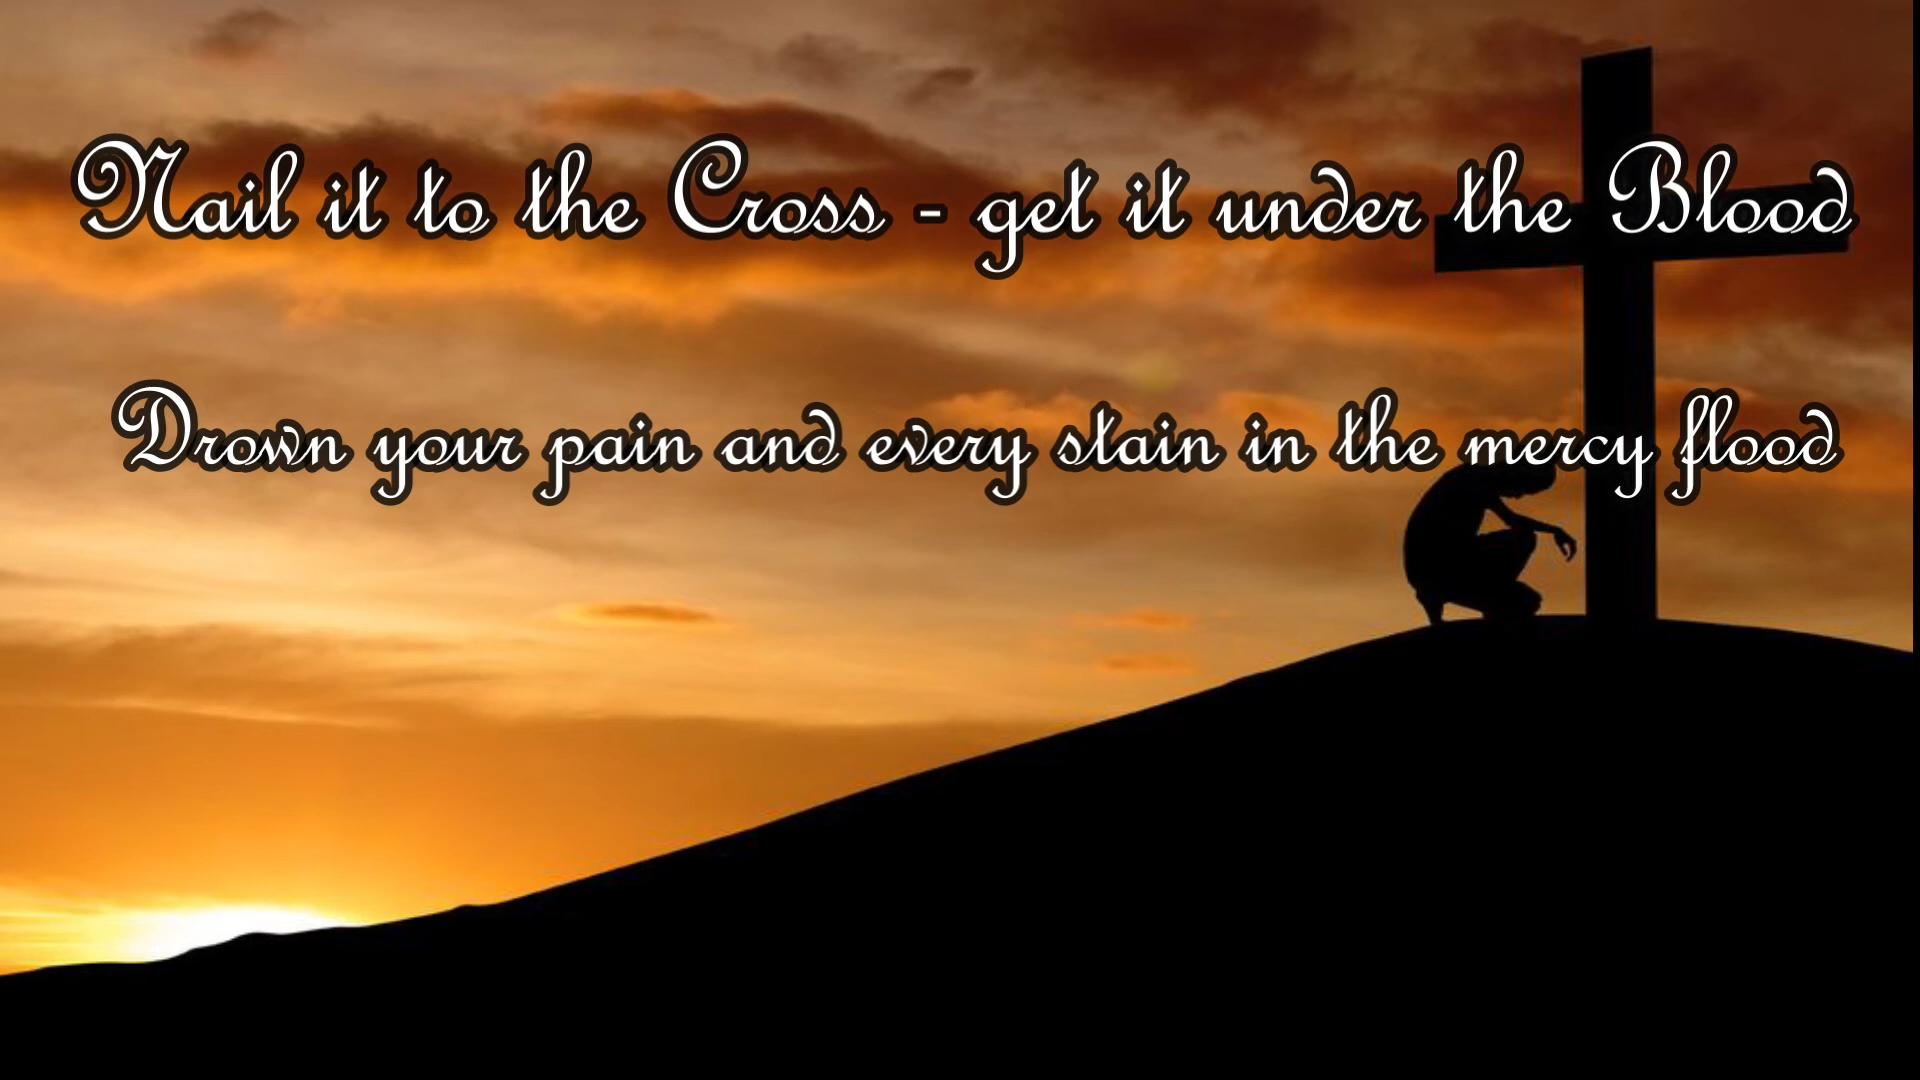 Nail it to the Cross - get it under the Blood
Drown your pain and every stain in the mercy flood